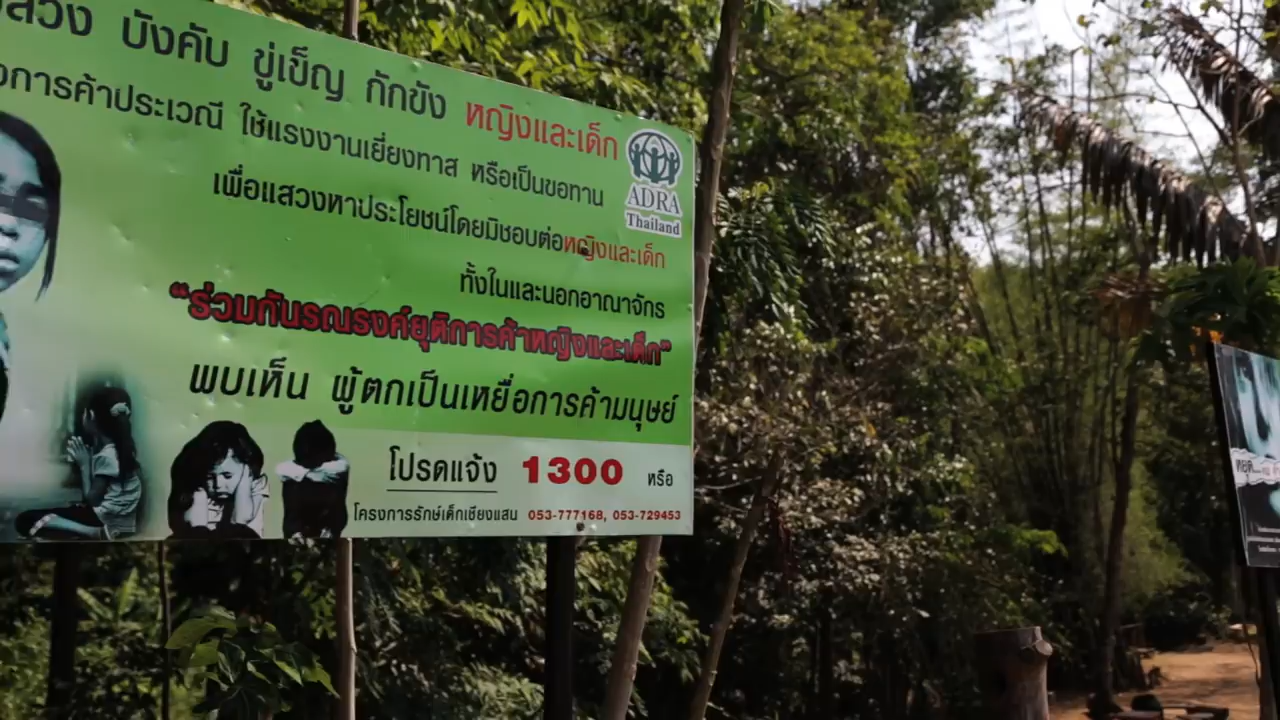 บังคับ ขู่เข็ญ กักขัง หญิงและเด็ก
การค้าประเวณี ใช้แรงงานเยี่ยงทาส หรือเป็นขอทาน
เพื่อแสวงหาประโยชน์โดยมิชอบต่อหญิงและเด็ก
ทั้งในและนอกอาณาจักร
"ร่วมกันรณรงค์ยุติการค้าหญิงและเด็ก"
พบเห็น ผู้ตกเป็นเหยื่อการค้ามนุษย์
โปรดแจ้ง 1300 หรือ
โครงการรักษ์เด็กเชียงแสน 053-777168, 053-729453
ADRA
Thailand